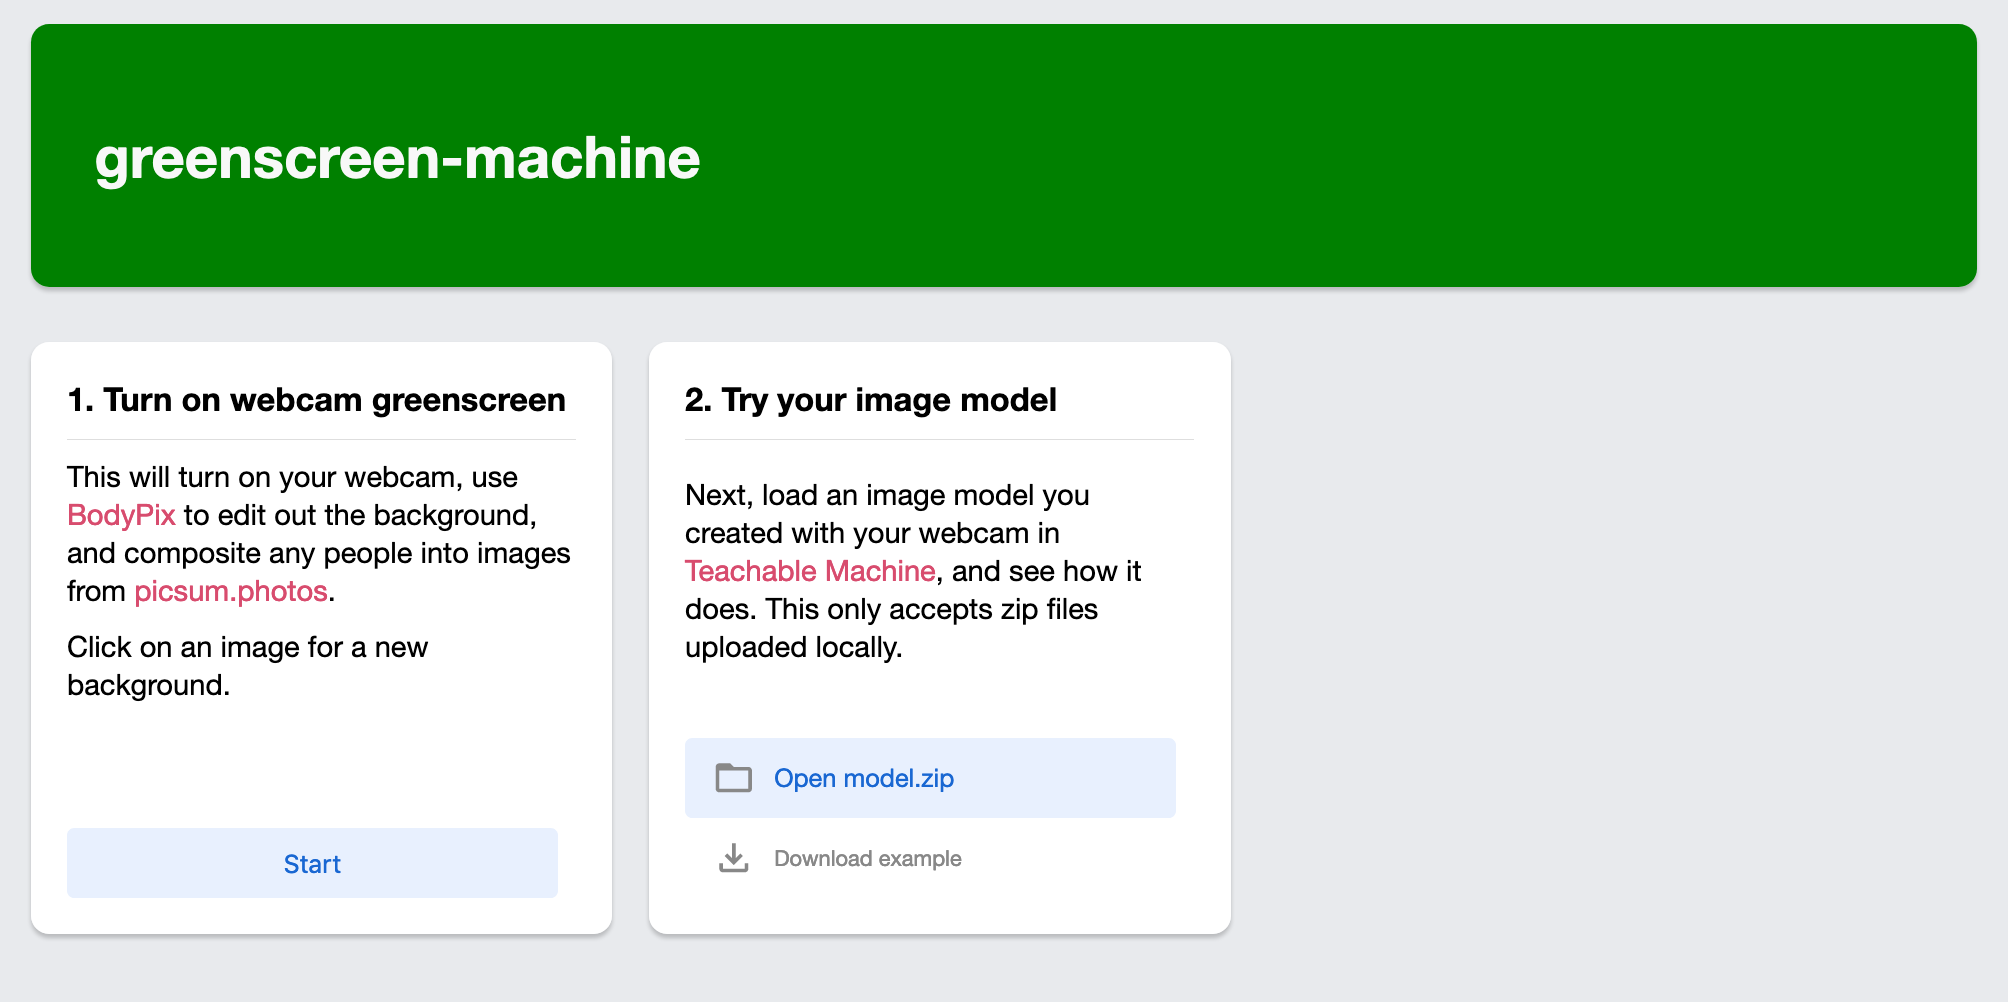 greenscreen-machine
1. Turn on webcam greenscreen
This will turn on your webcam, use
BodyPix to edit out the background,
and composite any people into images
from picsum.photos.
Click on an image for a new
background.
Start
2. Try your image model
Next, load an image model you
created with your webcam in
Teachable Machine, and see how it
does. This only accepts zip files
uploaded locally.
Open model.zip
Download example